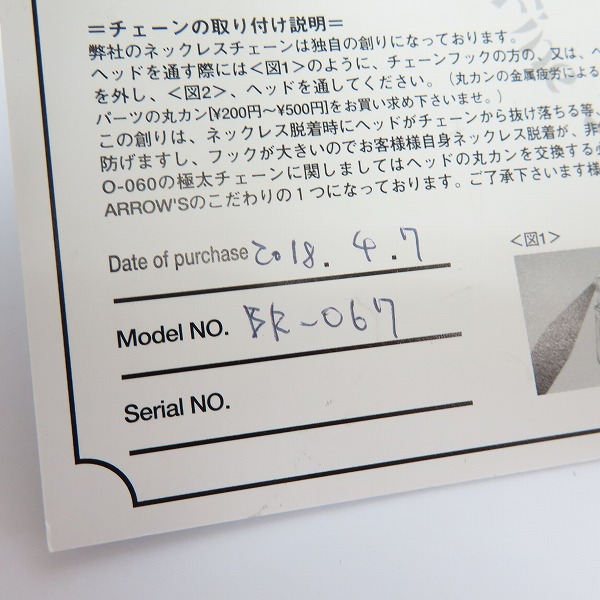 =チェーンの取り付け説明=
弊社のネックレスチェーンは独自の創りになっております。
ヘッドを通す際には<図1>のように、チェーンフックの方の、又は、ヘ
を外し、<図2>、ヘッドを通してください。(丸カンの金属疲労による
パーツの丸カン[¥200円〜¥500円]をお買い求め下さいませ。)
この創りは、ネックレス脱着時にヘッドがチェーンから抜け落ちる等、
防げますし、フックが大きいのでお客様様自身ネックレス脱着が、非
O-060の極太チェーンに関しましてはヘッドの丸カンを交換する必
ARROW'Sのこだわりの1つになっております。ご了承下さいます様
Date of purchase 2018.4.7
<図1>
Model NO. BK-067
Serial NO.